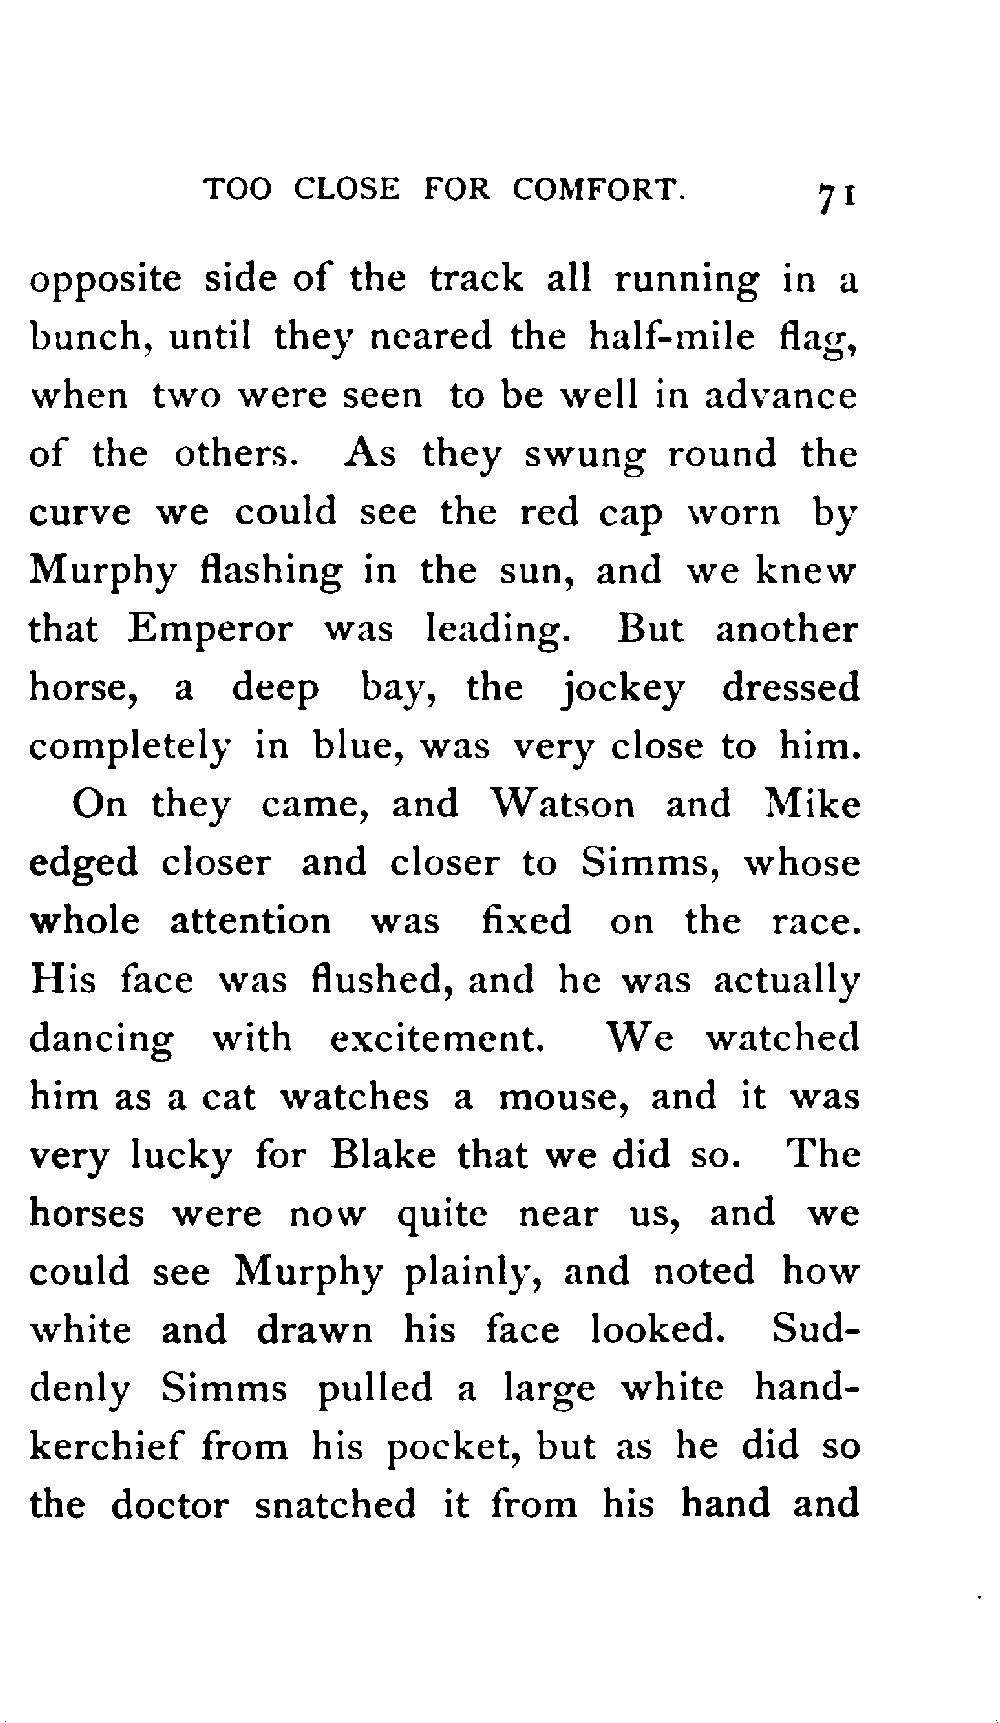 TOO CLOSE FOR COMFORT. 71
opposite side of the track all running in a
bunch, until they neared the half-mile flag,
when two were seen to be well in advance
of the others. As they swung round the
curve we could see the red cap worn by
Murphy flashing in the sun, and we knew
that Emperor was leading. But another
horse, a deep bay, the jockey dressed
completely in blue, was very close to him.
On they came, and Watson and Mike
edged closer and closer to Simms, whose
whole attention was fixed on the race.
His face was flushed, and he was actually
dancing with excitement. We watched
him as a cat watches a mouse, and it was
very lucky for Blake that we did so. The
horses were now quite near us, and we
could see Murphy plainly, and noted how
white and drawn his face looked. Sud-
denly Simms pulled a large white hand-
kerchief from his pocket, but as he did so
the doctor snatched it from his hand and